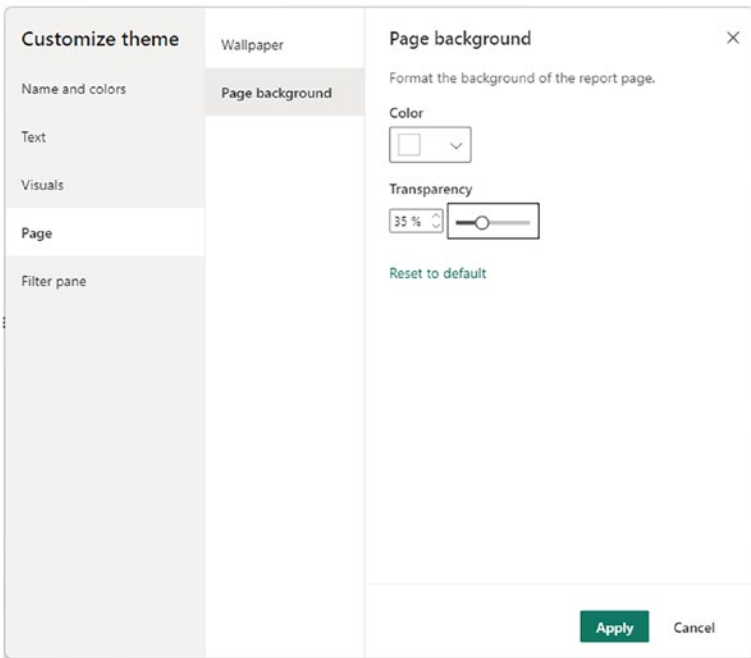 Customize theme
Name and colors
Text
Visuals
Page
Filter pane
Wallpaper
Page background
Page background
Format the background of the report page.
Color
Transparency
35 %
Reset to default
Apply
Cancel